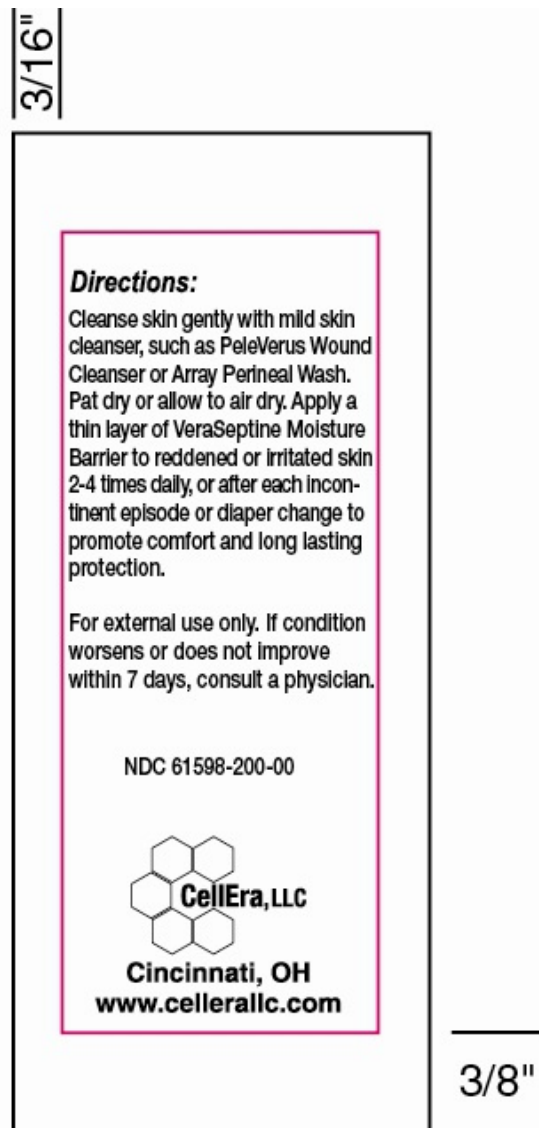 3/16"
Directions:
Cleanse skin gently with mild skin
cleanser, such as PeleVerus Wound
Cleanser or Array Perineal Wash.
Pat dry or allow to air dry. Apply a
thin layer of VeraSeptine Moisture
Barrier to reddened or irritated skin
2-4 times daily, or after each incon-
tinent episode or diaper change to
promote comfort and long lasting
protection.
For external use only. If condition
worsens or does not improve
within 7 days, consult a physician.
NDC 61598-200-00
CellEra, LLC
Cincinnati, OH
www.cellerallc.com
3/8"